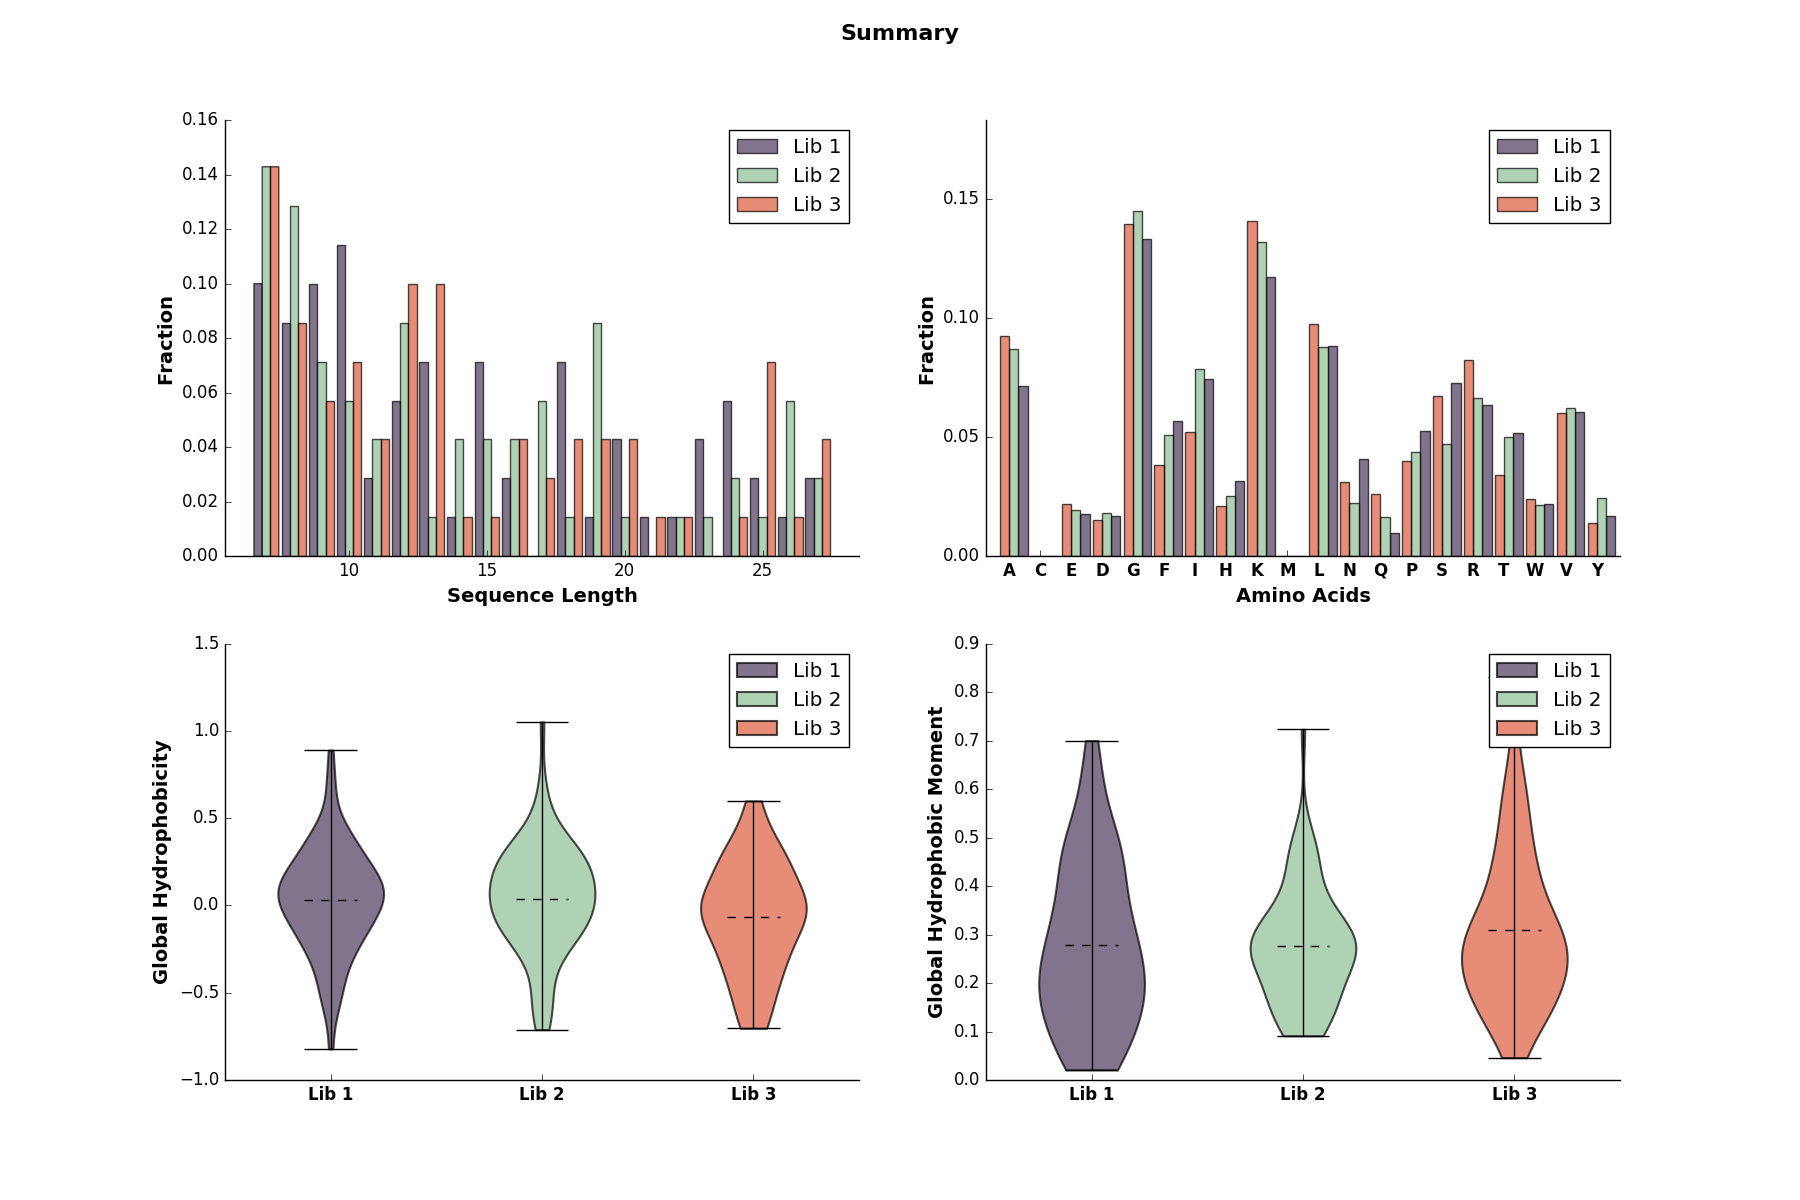 Summary
0.16
0.14
0.12
0.10
0.08
0.06
0.04
0.02
0.00
Fraction
10 15 20 25
Sequence Length
Lib 1
Lib 2
Lib 3
0.15
0.10
0.05
0.00
Fraction
A C E D G F I H K M L N Q P S R T W V Y
Amino Acids
Lib 1
Lib 2
Lib 3
1.5
1.0
0.5
0.0
−0.5
−1.0
Global Hydrophobicity
Lib 1 Lib 2 Lib 3
Lib 1
Lib 2
Lib 3
0.9
0.8
0.7
0.6
0.5
0.4
0.3
0.2
0.1
0.0
Global Hydrophobic Moment
Lib 1 Lib 2 Lib 3
Lib 1
Lib 2
Lib 3